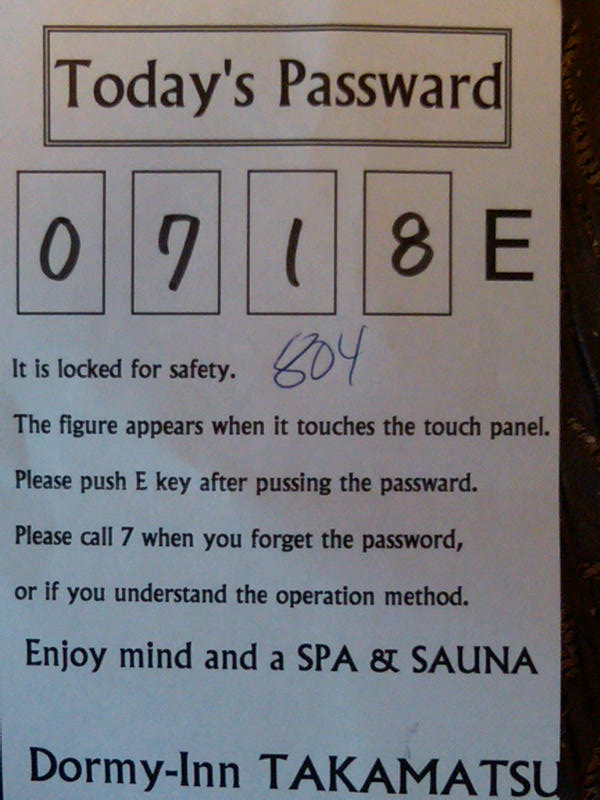 Today's Passward
0 7 1 8 E
It is locked for safety. 804
The figure appears when it touches the touch panel.
Please push E key after pussing the passward.
Please call 7 when you forget the password,
or if you understand the operation method.
Enjoy mind and a SPA & SAUNA
Dormy-Inn TAKAMATSU